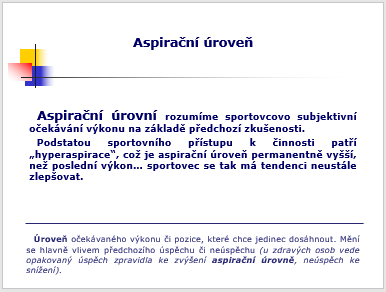 Aspirační úroveň
Aspirační úrovní rozumíme sportovcovo subjektivní
očekávání výkonu na základě předchozí zkušenosti.
Podstatou sportovního přístupu k činnosti patří
„hyperaspirace“, což je aspirační úroveň permanentně vyšší,
než poslední výkon... sportovec se tak má tendenci neustále
zlepšovat.
Úroveň očekávaného výkonu či pozice, které chce jedinec dosáhnout. Mění
se hlavně vlivem předchozího úspěchu či neúspěchu (u zdravých osob vede
opakovaný úspěch zpravidla ke zvýšení aspirační úrovně, neúspěch ke
snížení).